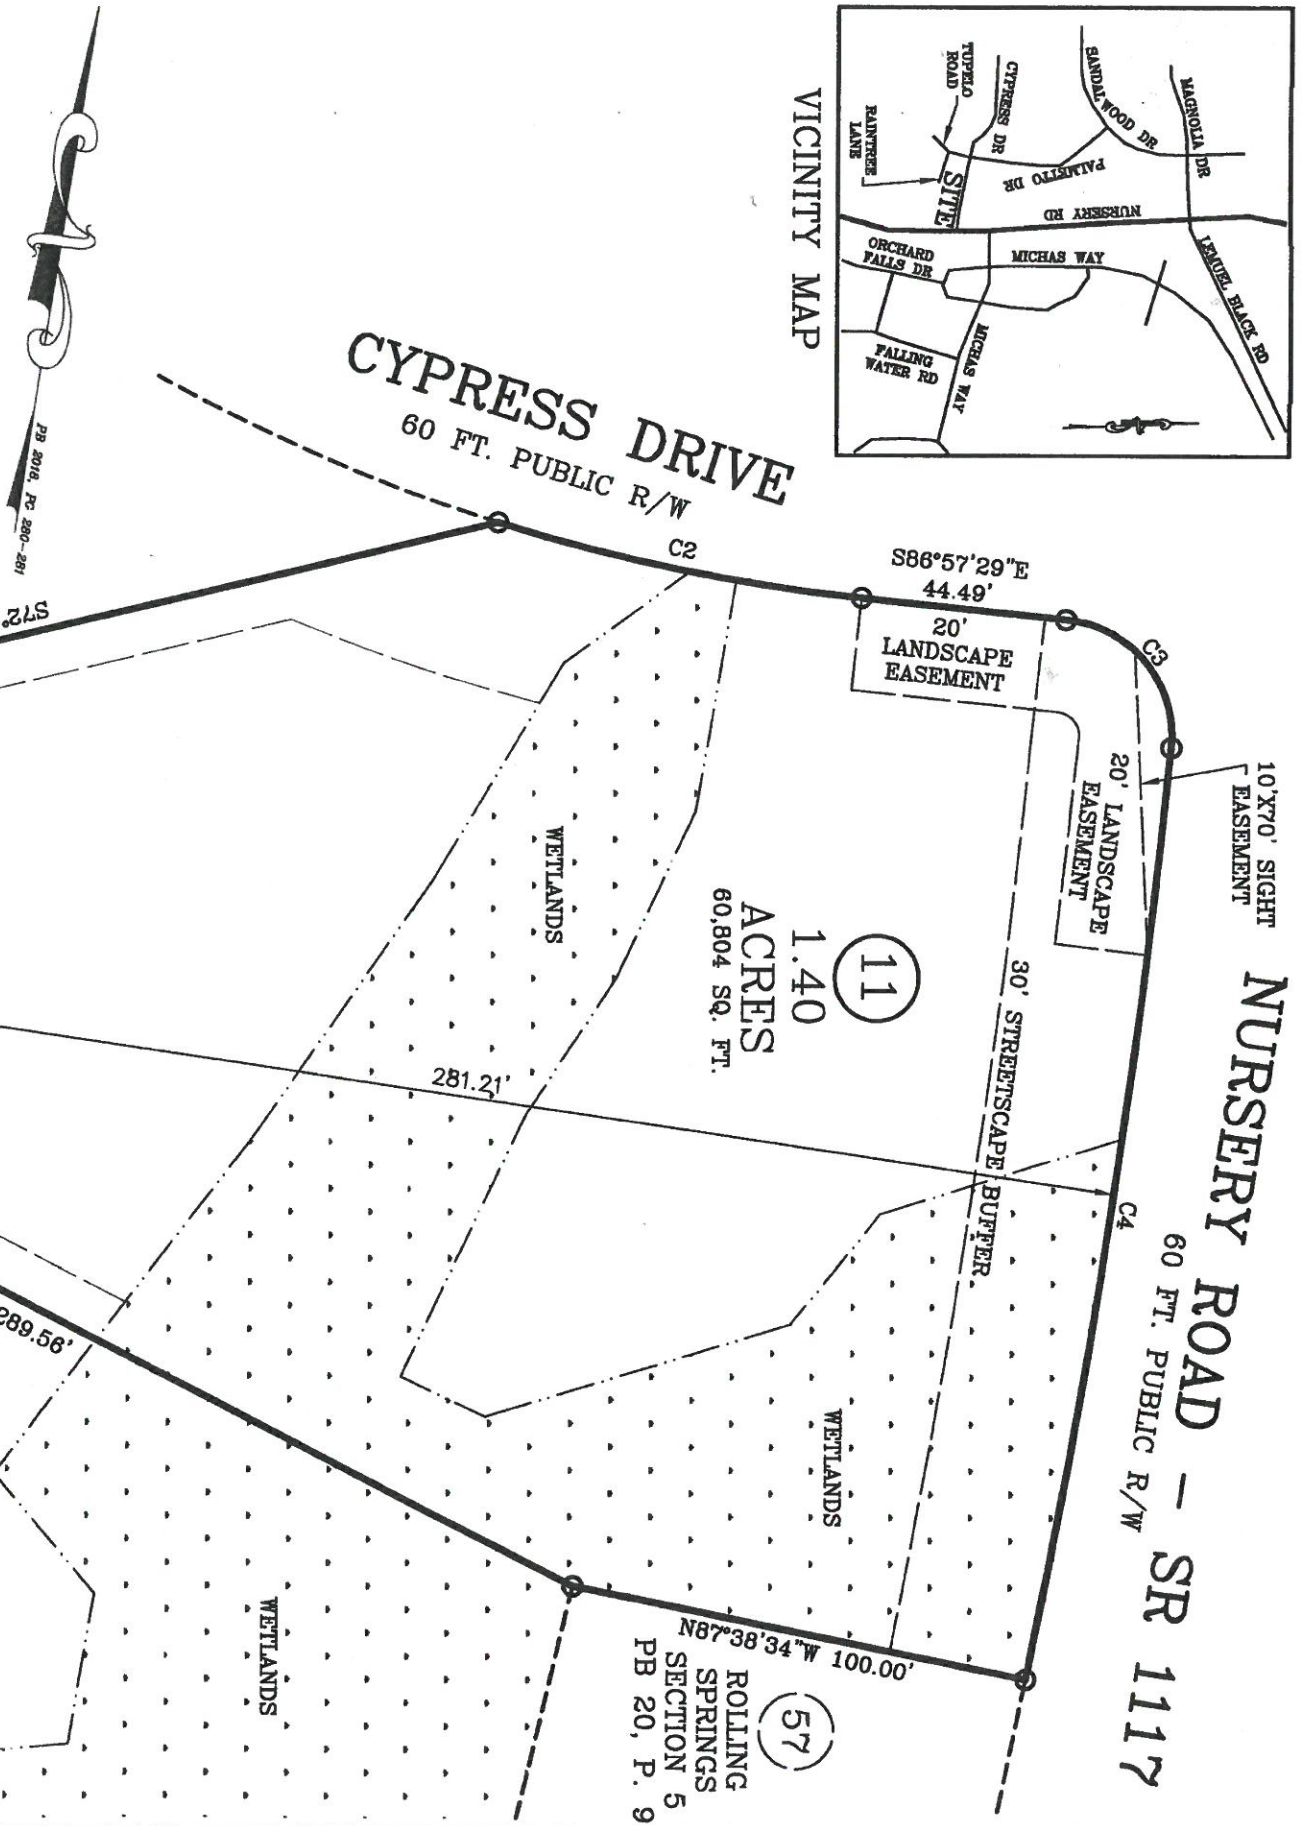 MAGNOLIA DR
SANDAL WOOD DR
CYPRESS DR
TUPELO
ROAD
RAINTREE
LANE
PALMETTO DR
SITE
NURSERY RD
LEMUEL BLACK RD
MICHAS WAY
ORCHARD
FALLS DR
MICHAS WAY
FALLING
WATER RD
VICINITY MAP
PB 2018, PG 280-281
CYPRESS DRIVE
60 FT. PUBLIC R/W
C2
S86°57'29"E
44.49'
20'
LANDSCAPE
EASEMENT
C3
10'X70' SIGHT
EASEMENT
20' LANDSCAPE
EASEMENT
NURSERY ROAD - SR 1117
60 FT. PUBLIC R/W
C4
30' STREETSCAPE BUFFER
11
1.40
ACRES
60,804 SQ. FT.
WETLANDS
281.21'
S72°
289.56'
WETLANDS
WETLANDS
N87°38'34"W 100.00'
57
ROLLING
SPRINGS
SECTION 5
PB 20, P. 9